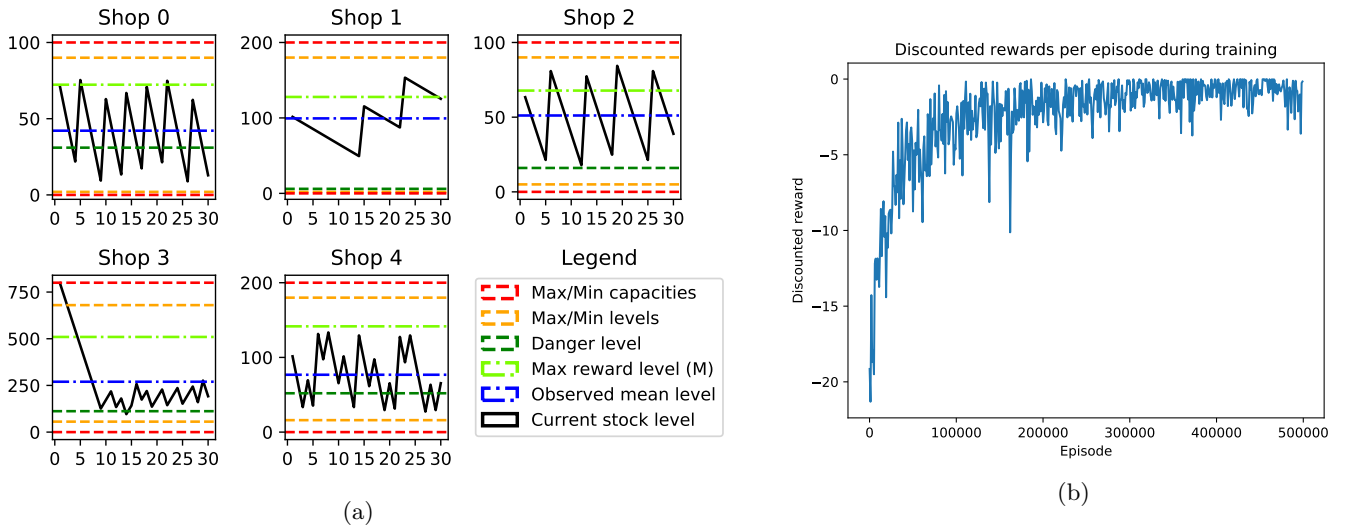 Shop 0
Shop 1
Shop 2
100
50
0
0 5 10 15 20 25 30
200
100
0
0 5 10 15 20 25 30
100
50
0
0 5 10 15 20 25 30
Shop 3
Shop 4
Legend
750
500
250
0
0 5 10 15 20 25 30
200
100
0
0 5 10 15 20 25 30
Max/Min capacities
Max/Min levels
Danger level
Max reward level (M)
Observed mean level
Current stock level
(a)
Discounted rewards per episode during training
Discounted reward
0
−5
−10
−15
−20
0 100000 200000 300000 400000 500000
Episode
(b)